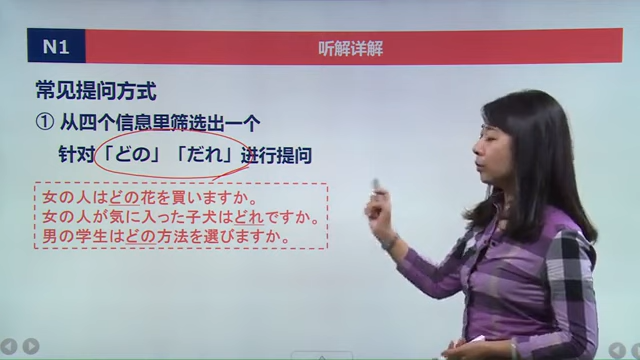 N1
听解详解
常见提问方式
① 从四个信息里筛选出一个
针对「どの」「だれ」进行提问
女の人はどの花を買いますか。
女の人が気に入った子犬はどれですか。
男の学生はどの方法を選びますか。